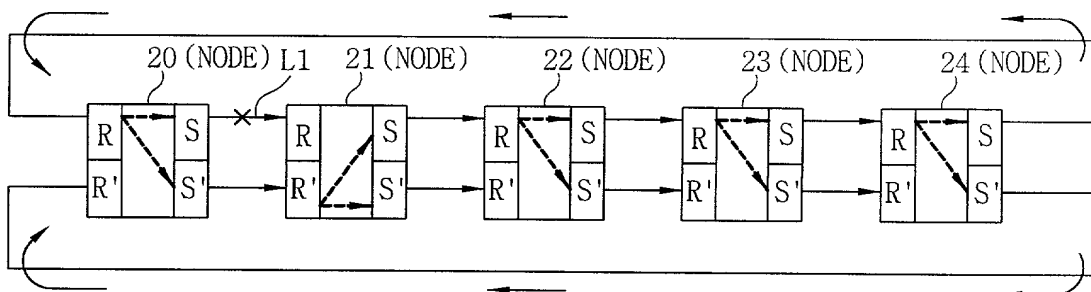 20 (NODE) L1 21 (NODE) 22 (NODE) 23 (NODE) 24 (NODE)
R S R S R S R S R S
R' S' R' S' R' S' R' S' R' S'